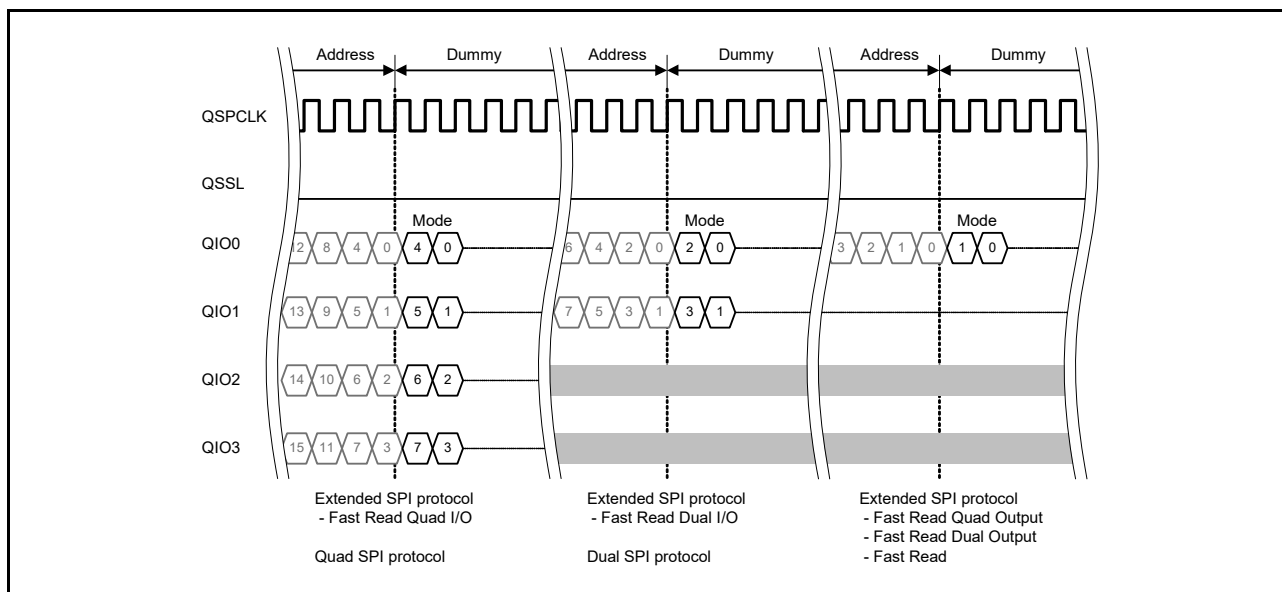 Address Dummy Address Dummy Address Dummy
QSPCLK
QSSL
Mode Mode Mode
QIO0 12 8 4 0 4 0 6 4 2 0 2 0 3 2 1 0 1 0
QIO1 13 9 5 1 5 1 7 5 3 1 3 1
QIO2 14 10 6 2 6 2
QIO3 15 11 7 3 7 3
Extended SPI protocol
- Fast Read Quad I/O
Quad SPI protocol
Extended SPI protocol
- Fast Read Dual I/O
Dual SPI protocol
Extended SPI protocol
- Fast Read Quad Output
- Fast Read Dual Output
- Fast Read